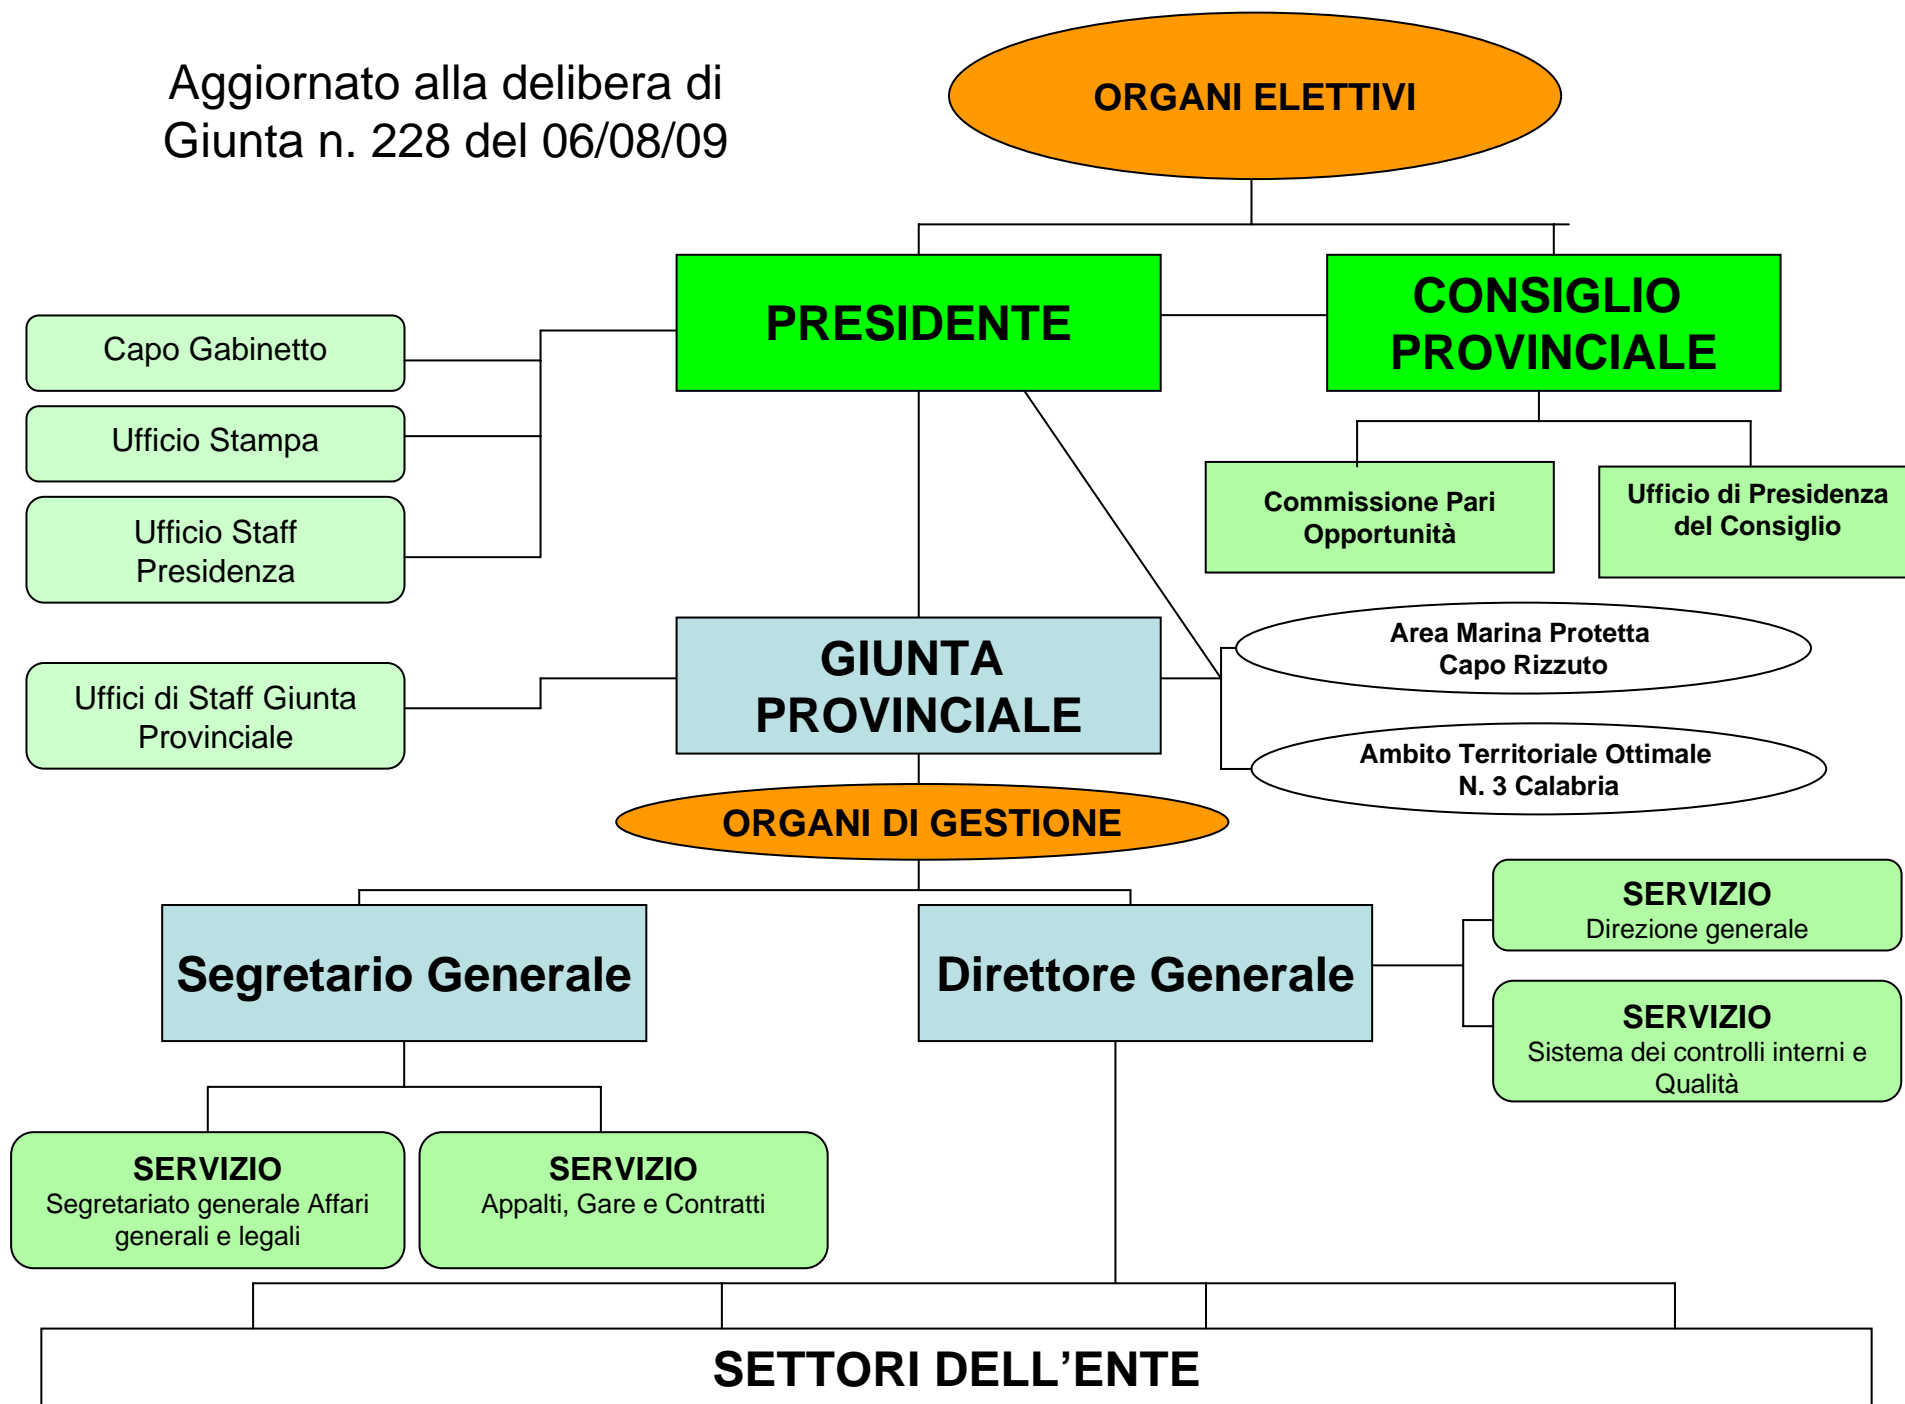 Aggiornato alla delibera di
Giunta n. 228 del 06/08/09
ORGANI ELETTIVI
PRESIDENTE
CONSIGLIO
PROVINCIALE
Capo Gabinetto
Ufficio Stampa
Ufficio Staff
Presidenza
Commissione Pari
Opportunità
Ufficio di Presidenza
del Consiglio
GIUNTA
PROVINCIALE
Uffici di Staff Giunta
Provinciale
Area Marina Protetta
Capo Rizzuto
Ambito Territoriale Ottimale
N. 3 Calabria
ORGANI DI GESTIONE
Segretario Generale
Direttore Generale
SERVIZIO
Direzione generale
SERVIZIO
Sistema dei controlli interni e
Qualità
SERVIZIO
Segretariato generale Affari
generali e legali
SERVIZIO
Appalti, Gare e Contratti
SETTORI DELL’ENTE